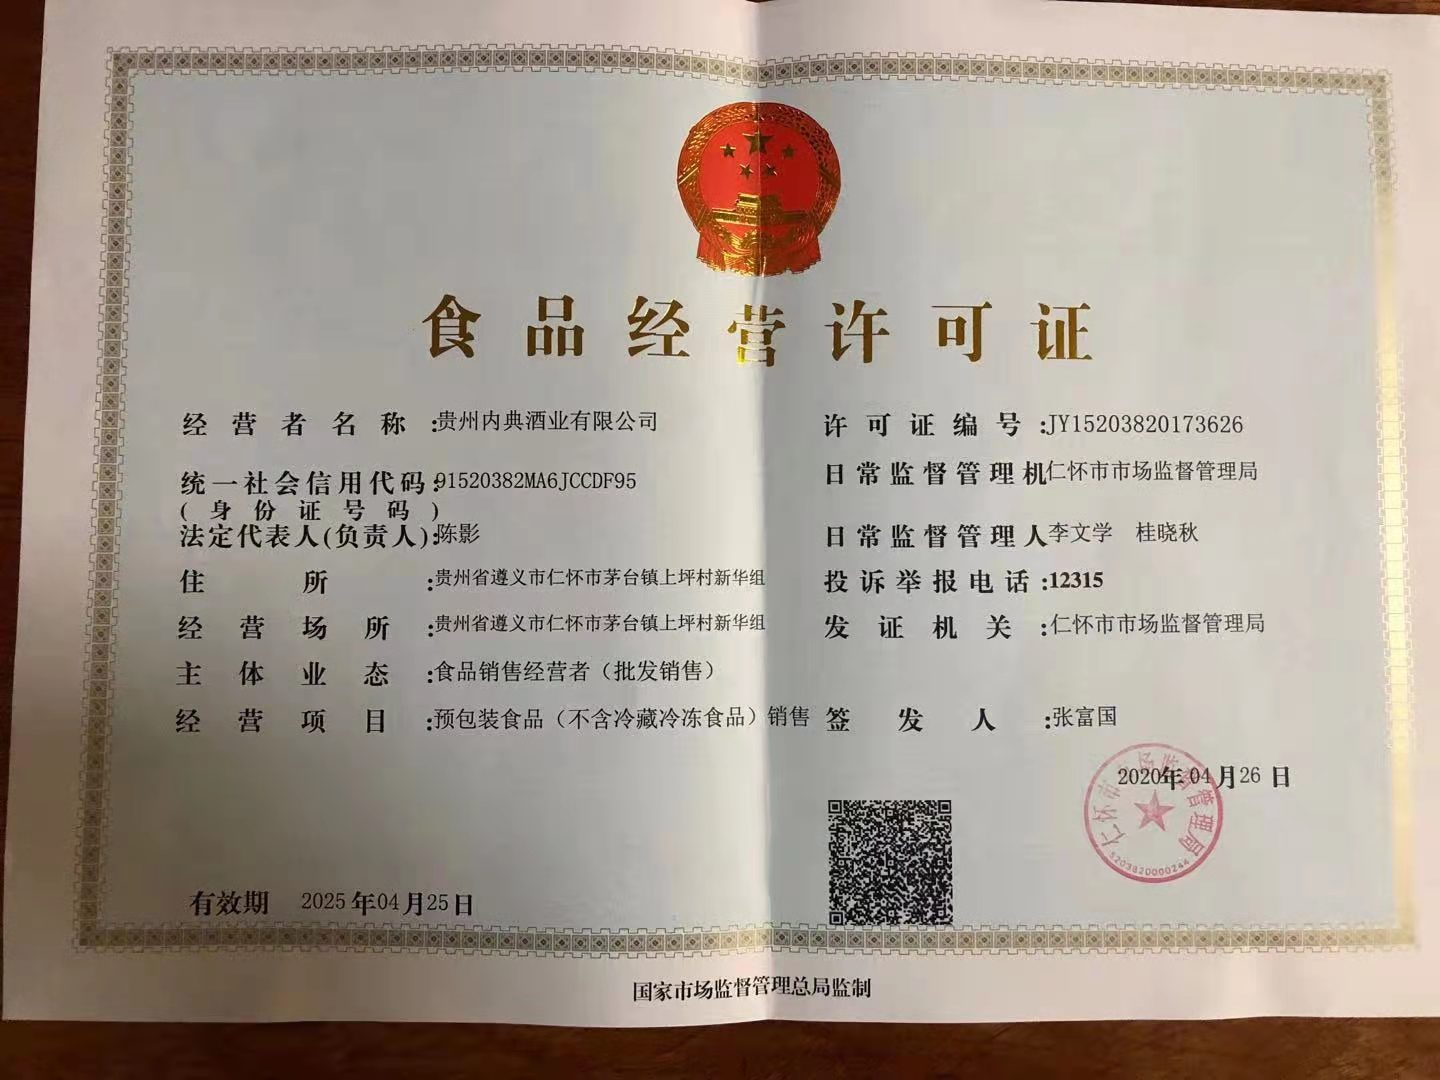 食品经营许可证
经营者名称:贵州内典酒业有限公司
许可证编号:JY15203820173626
统一社会信用代码:91520382MA6JCCDF95
(身份证号码)
日常监督管理机仁怀市市场监督管理局
法定代表人(负责人):陈影
日常监督管理人李文学 桂晓秋
住所:贵州省遵义市仁怀市茅台镇上坪村新华组
投诉举报电话:12315
经营场所:贵州省遵义市仁怀市茅台镇上坪村新华组
发证机关:仁怀市市场监督管理局
主体业态:食品销售经营者（批发销售）
经营项目:预包装食品（不含冷藏冷冻食品）销售
签发人:张富国
2020年04月26日
仁怀市市场监督管理局
5203820000244
有效期 2025年04月25日
国家市场监督管理总局监制